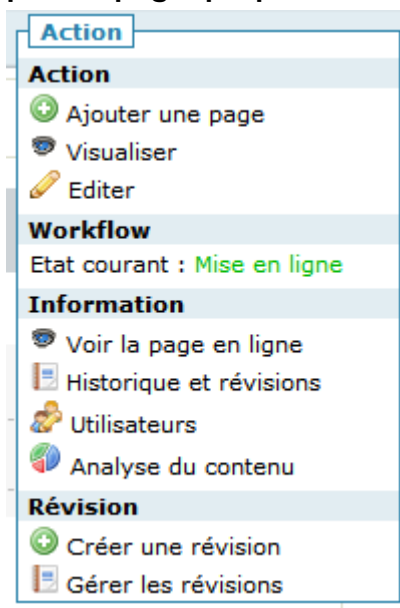 Action
Action
Ajouter une page
Visualiser
Editer
Workflow
Etat courant : Mise en ligne
Information
Voir la page en ligne
Historique et révisions
Utilisateurs
Analyse du contenu
Révision
Créer une révision
Gérer les révisions